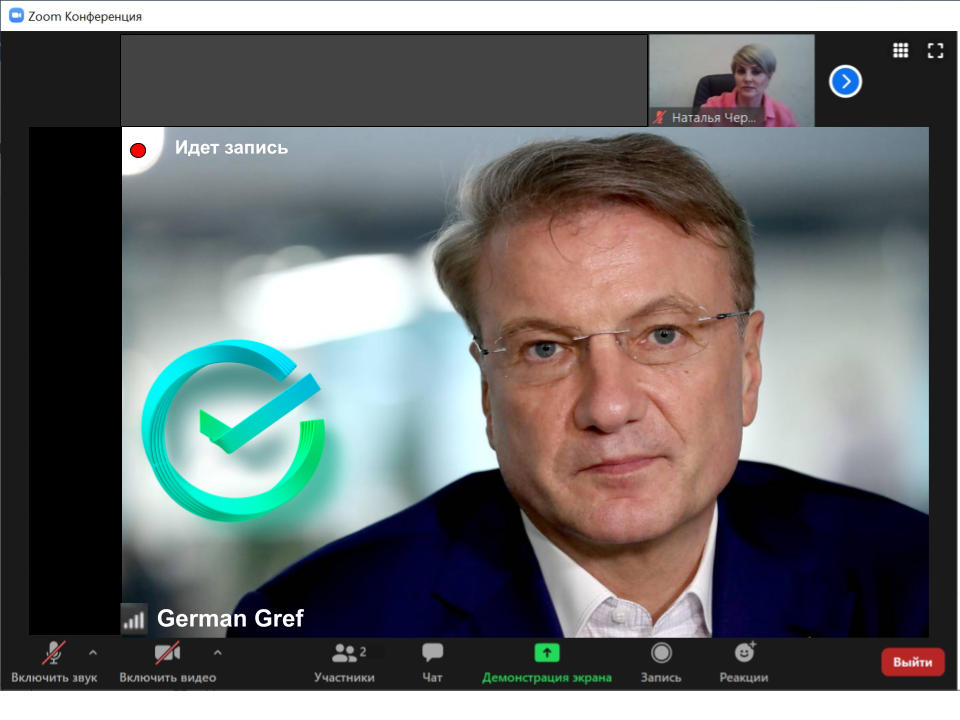 Zoom Конференция
Наталья Чер...
Идет запись
German Gref
2
Включить звук
Включить видео
Участники
Чат
Демонстрация экрана
Запись
Реакции
Выйти